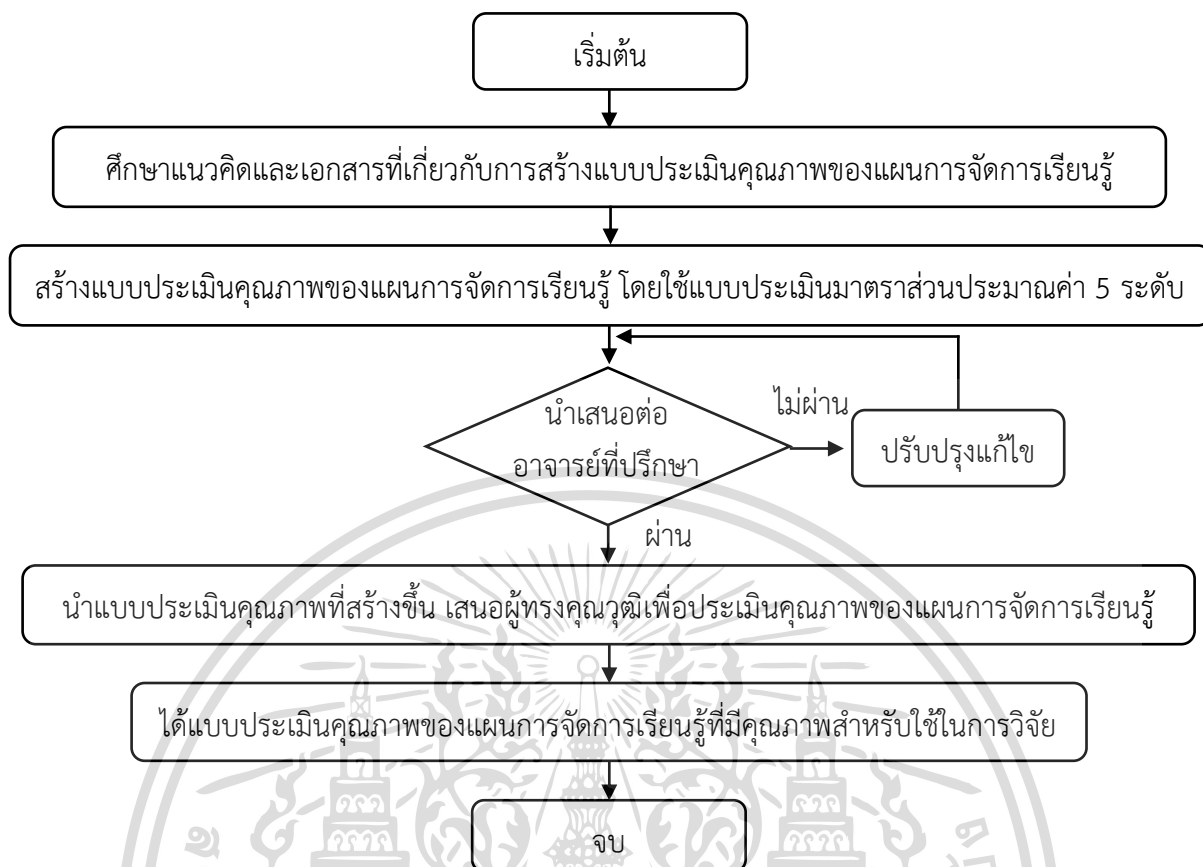 เริ่มต้น
ศึกษาแนวคิดและเอกสารที่เกี่ยวกับการสร้างแบบประเมินคุณภาพของแผนการจัดการเรียนรู้
สร้างแบบประเมินคุณภาพของแผนการจัดการเรียนรู้ โดยใช้แบบประเมินมาตราส่วนประมาณค่า 5 ระดับ
นำเสนอต่อ
อาจารย์ที่ปรึกษา
ไม่ผ่าน
ปรับปรุงแก้ไข
ผ่าน
นำแบบประเมินคุณภาพที่สร้างขึ้น เสนอผู้ทรงคุณวุฒิเพื่อประเมินคุณภาพของแผนการจัดการเรียนรู้
ได้แบบประเมินคุณภาพของแผนการจัดการเรียนรู้ที่มีคุณภาพสำหรับใช้ในการวิจัย
จบ